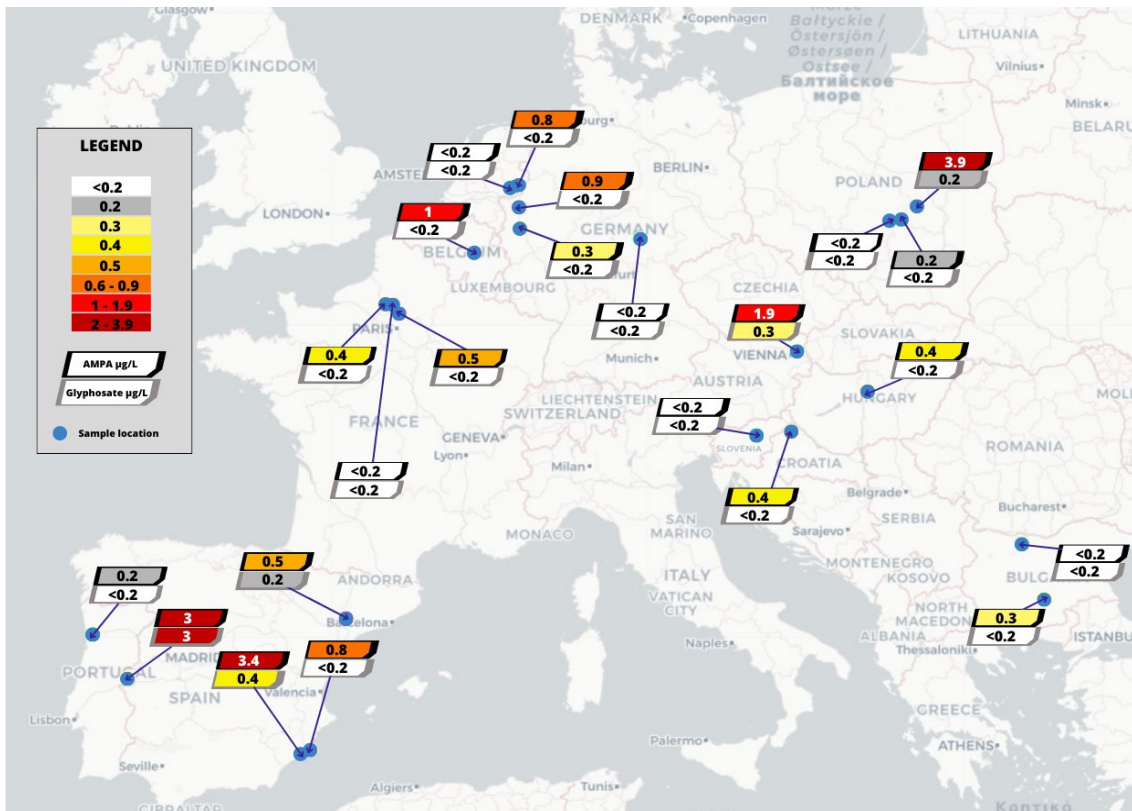 Glasgow
DENMARK
Copenhagen
Bałtyckie /
Östersjön /
Østersøen /
Ostsee /
Балтийское
море
LITHUANIA
Vilnius
UNITED KINGDOM
Minsk
BELARU
LEGEND
<0.2
0.2
0.3
0.4
0.5
0.6 - 0.9
1 - 1.9
2 - 3.9
AMPA µg/L
Glyphosate µg/L
Sample location
0.8
<0.2
<0.2
<0.2
AMSTE
BERLIN
POLAND
3.9
0.2
LONDON
0.9
<0.2
1
<0.2
BELGIUM
GERMANY
0.3
<0.2
<0.2
<0.2
0.2
<0.2
LUXEMBOURG
CZECHIA
<0.2
<0.2
1.9
0.3
SLOVAKIA
PARIS
0.4
<0.2
0.5
<0.2
Munich
VIENNA
0.4
<0.2
AUSTRIA
HUNGARY
LIECHTENSTEIN
SWITZERLAND
<0.2
<0.2
FRANCE
GENEVA
Lyon
Milan
SLOVENIA
CROATIA
ROMANIA
<0.2
<0.2
0.4
<0.2
Belgrade
Bucharest
SAN
MARINO
MONACO
Sarajevo
SERBIA
0.5
0.2
ANDORRA
ITALY
VATICAN
CITY
MONTENEGRO
KOSOVO
<0.2
<0.2
0.2
<0.2
Barcelona
NORTH
MACEDON
ALBANIA
0.3
<0.2
ISTANBU
3
3
MADRID
Naples
Thessaloniki
PORTUGAL
3.4
0.4
0.8
<0.2
SPAIN
Valencia
Lisbon
GREECE
Palermo
ATHENS
Seville
Algiers
Tunis
GIBRALTAR